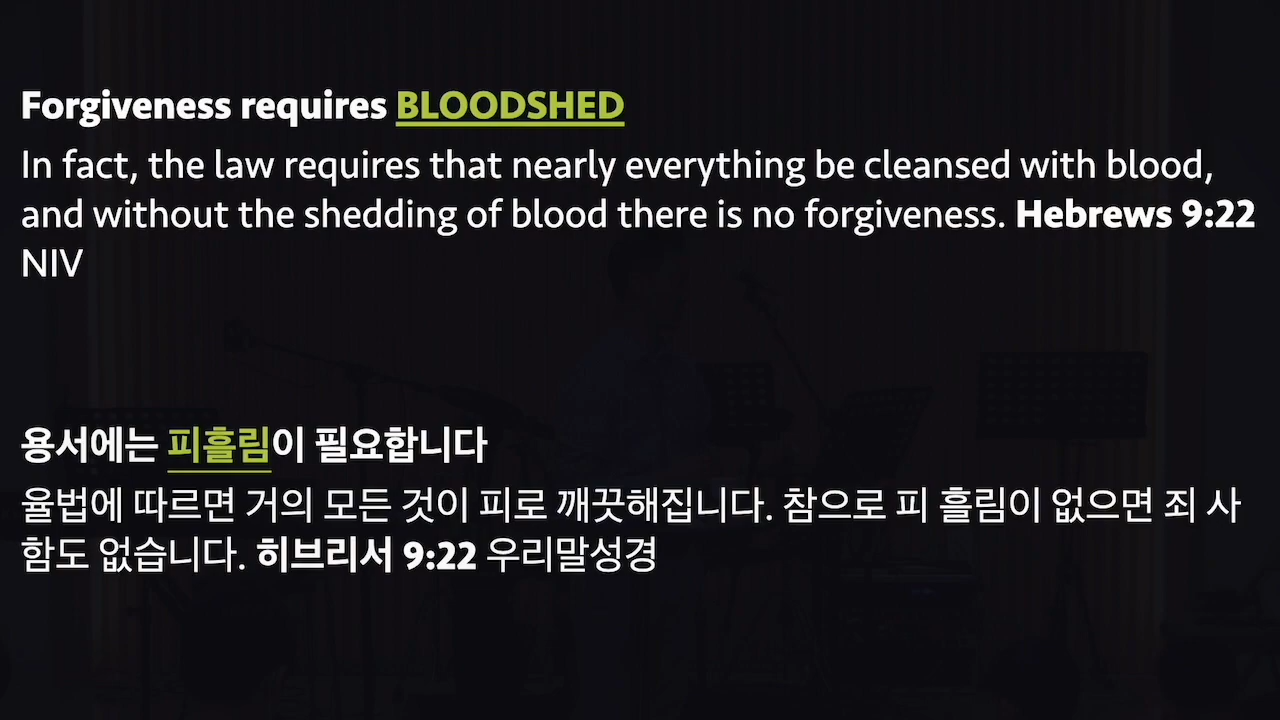 Forgiveness requires BLOODSHED
In fact, the law requires that nearly everything be cleansed with blood,
and without the shedding of blood there is no forgiveness. Hebrews 9:22
NIV
용서에는 피흘림이 필요합니다
율법에 따르면 거의 모든 것이 피로 깨끗해집니다. 참으로 피 흘림이 없으면 죄 사
함도 없습니다. 히브리서 9:22 우리말성경